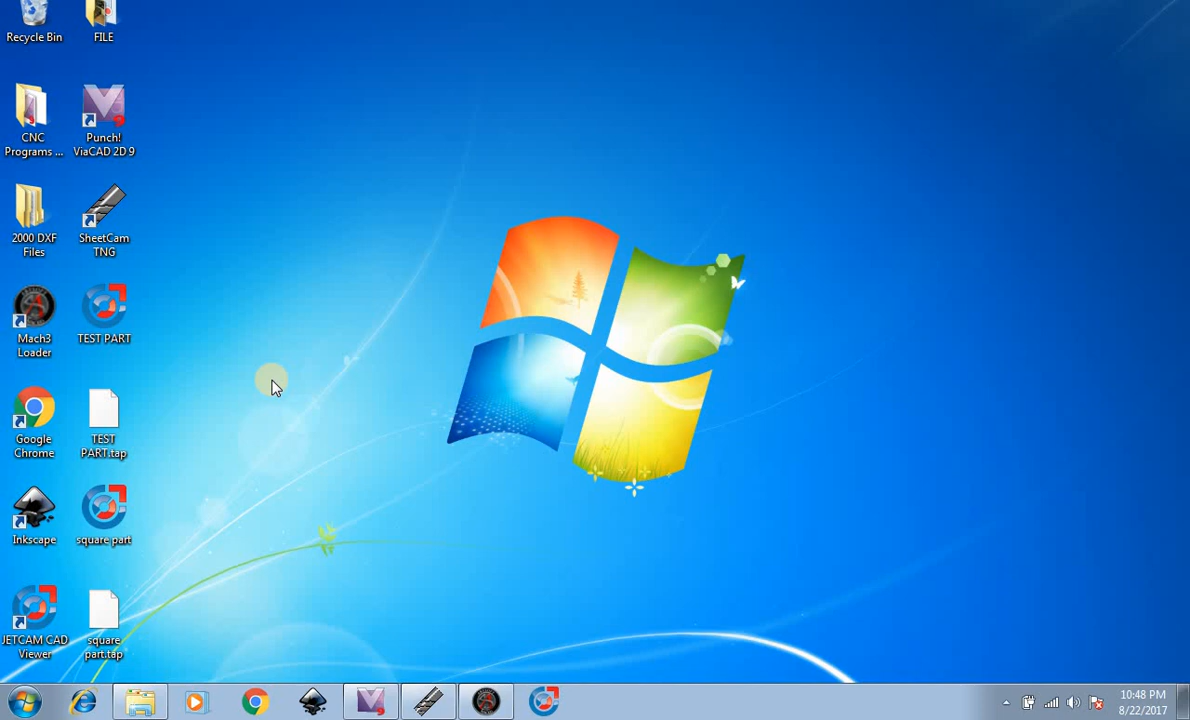 Recycle Bin
FILE
CNC
Programs ...
Punch!
ViaCAD 2D 9
2000 DXF
Files
SheetCam
TNG
Mach3
Loader
TEST PART
Google
Chrome
TEST
PART.tap
Inkscape
square part
JETCAM CAD
Viewer
square
part.tap
10:48 PM
8/22/2017